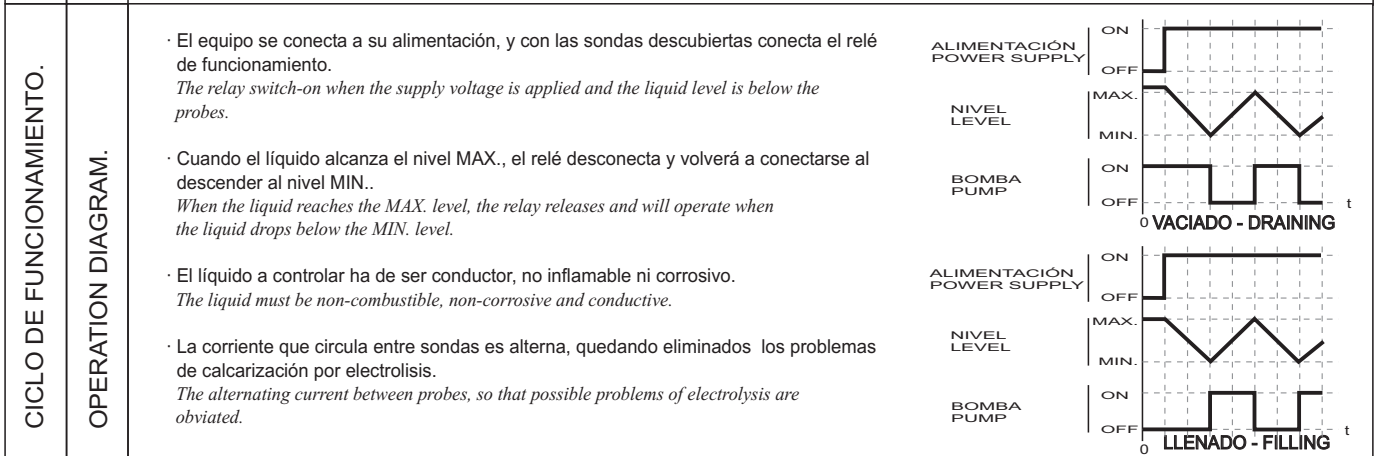 CICLO DE FUNCIONAMIENTO.
OPERATION DIAGRAM.
· El equipo se conecta a su alimentación, y con las sondas descubiertas conecta el relé
de funcionamiento.
The relay switch-on when the supply voltage is applied and the liquid level is below the
probes.
· Cuando el líquido alcanza el nivel MAX., el relé desconecta y volverá a conectarse al
descender al nivel MIN..
When the liquid reaches the MAX. level, the relay releases and will operate when
the liquid drops below the MIN. level.
· El líquido a controlar ha de ser conductor, no inflamable ni corrosivo.
The liquid must be non-combustible, non-corrosive and conductive.
· La corriente que circula entre sondas es alterna, quedando eliminados los problemas
de calcarización por electrolisis.
The alternating current between probes, so that possible problems of electrolysis are
obviated.
ALIMENTACIÓN
POWER SUPPLY
ON
OFF
NIVEL
LEVEL
MAX.
MIN.
BOMBA
PUMP
ON
OFF
t
0
VACIADO - DRAINING
ALIMENTACIÓN
POWER SUPPLY
ON
OFF
NIVEL
LEVEL
MAX.
MIN.
BOMBA
PUMP
ON
OFF
t
0
LLENADO - FILLING